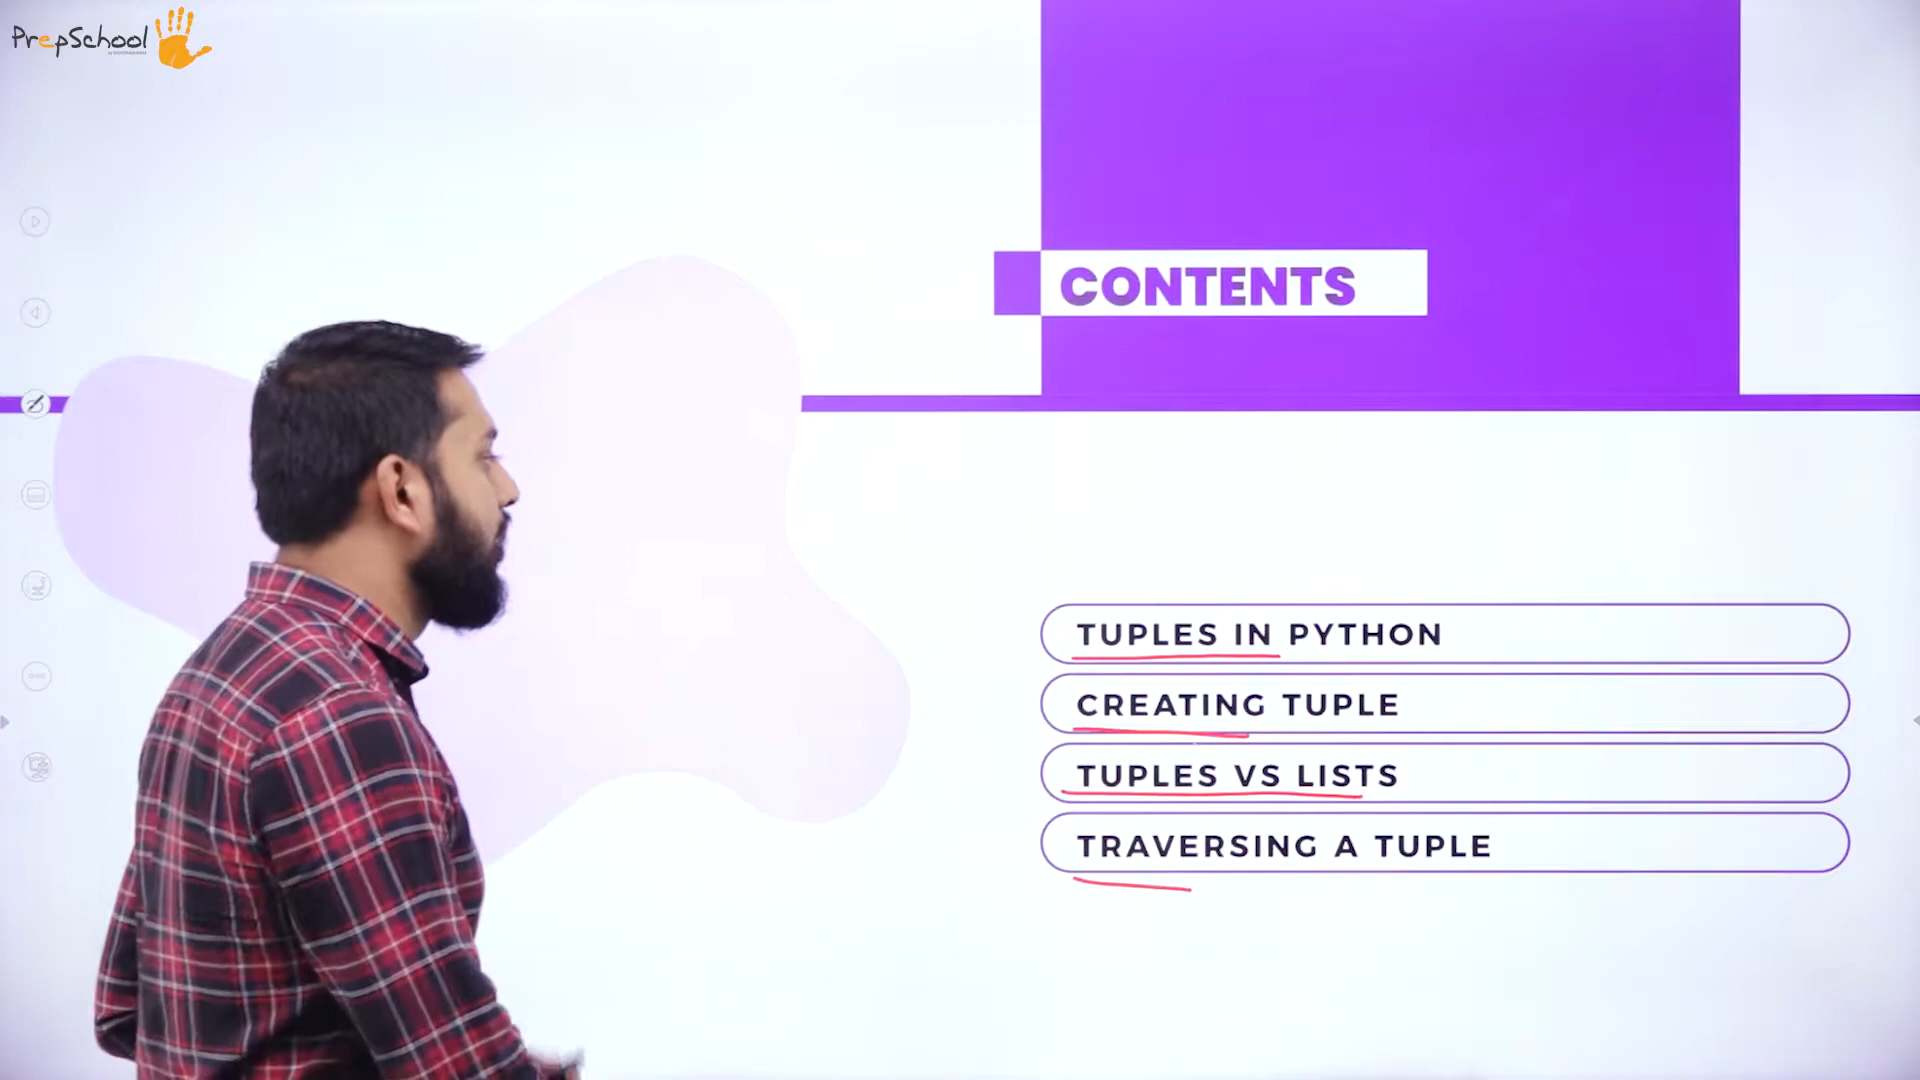 PrepSchool
CONTENTS
TUPLES IN PYTHON
CREATING TUPLE
TUPLES VS LISTS
TRAVERSING A TUPLE